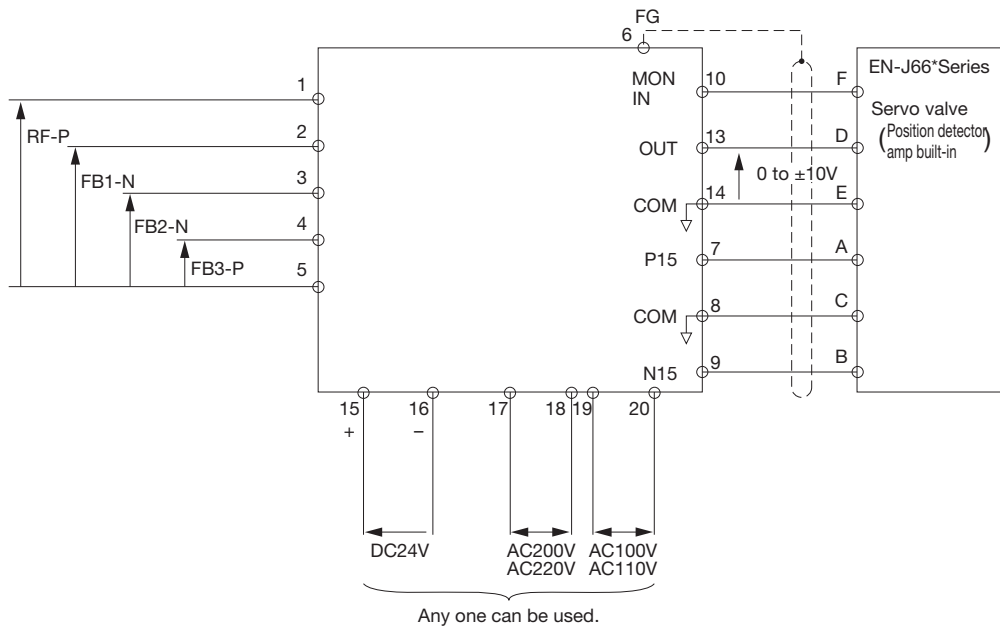 FG
6
EN-J66*Series
MON
IN
10
F
1
RF-P
Servo valve
(Position detector
amp built-in)
2
OUT
13
D
FB1-N
0 to ±10V
3
COM
14
E
FB2-N
4
P15
7
A
FB3-P
5
COM
8
C
N15
9
B
15
16
17
18
19
20
+
−
DC24V
AC200V
AC220V
AC100V
AC110V
Any one can be used.